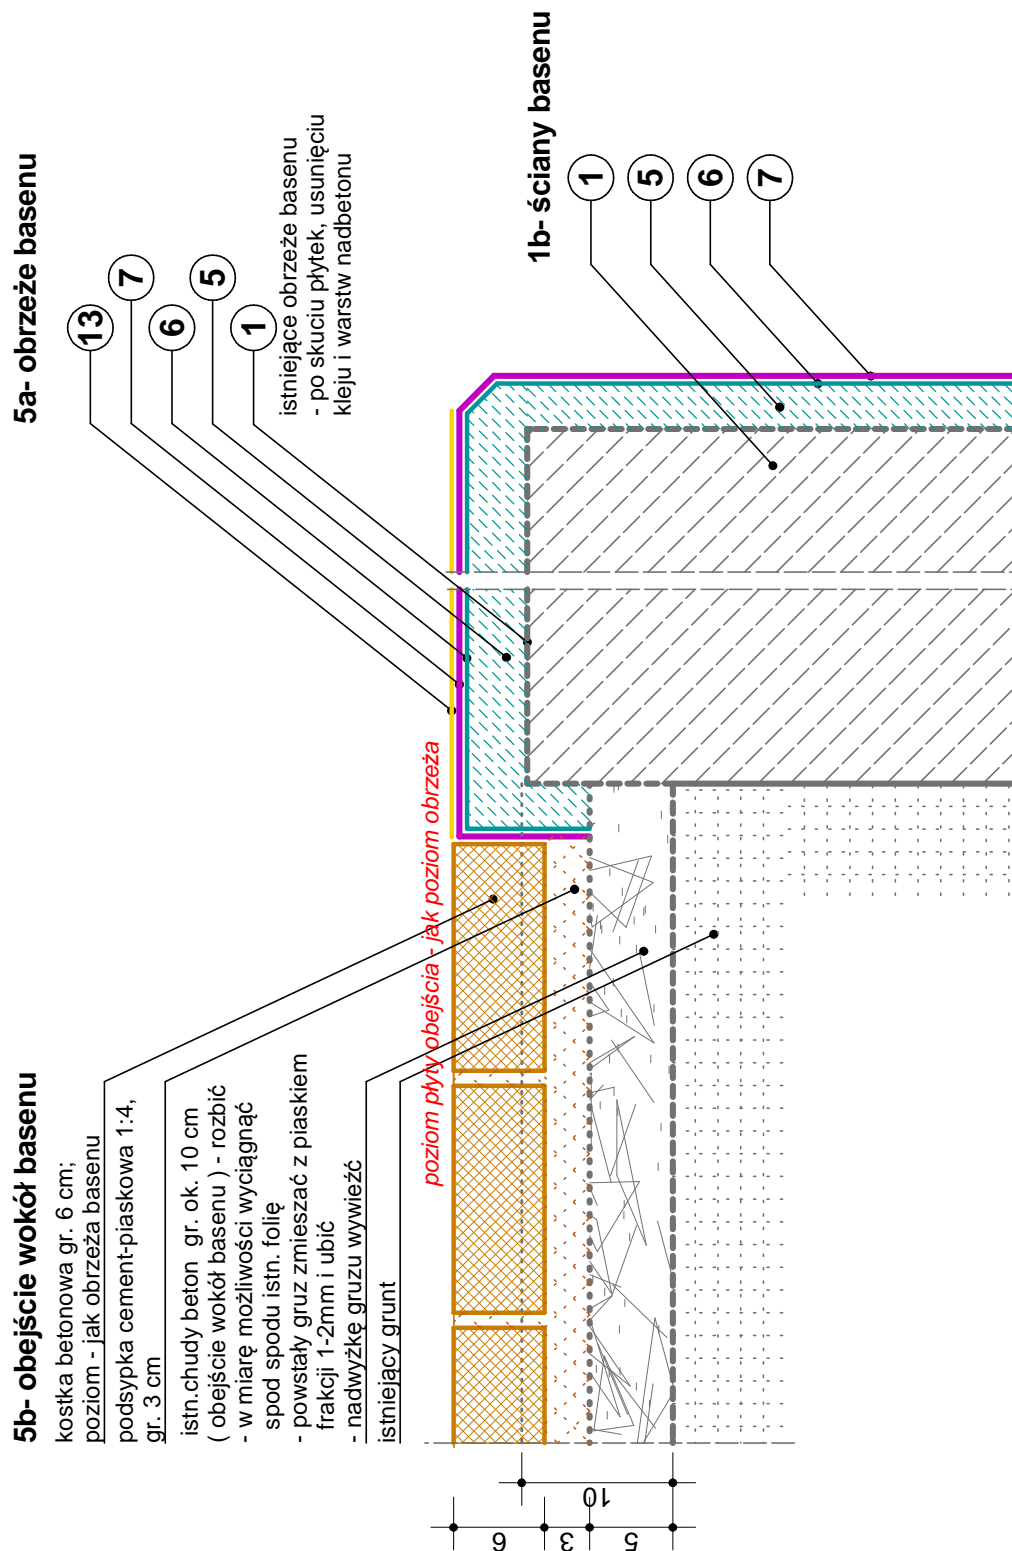 5b- obejście wokół basenu
kostka betonowa gr. 6 cm;
poziom - jak obrzeża basenu
podsypka cement-piaskowa 1:4,
gr. 3 cm
istn.chudy beton gr. ok. 10 cm
( obejście wokół basenu ) - rozbić
- w miarę możliwości wyciągnąć
spod spodu istn. folię
- powstały gruz zmieszać z piaskiem
frakcji 1-2mm i ubić
- nadwyżkę gruzu wywieźć
istniejący grunt
poziom płyty obejścia - jak poziom obrzeża
5a- obrzeże basenu
13
7
6
5
1
istniejące obrzeże basenu
- po skuciu płytek, usunięciu
kleju i warstw nadbetonu
1b- ściany basenu
1
5
6
7
6
3
5
10